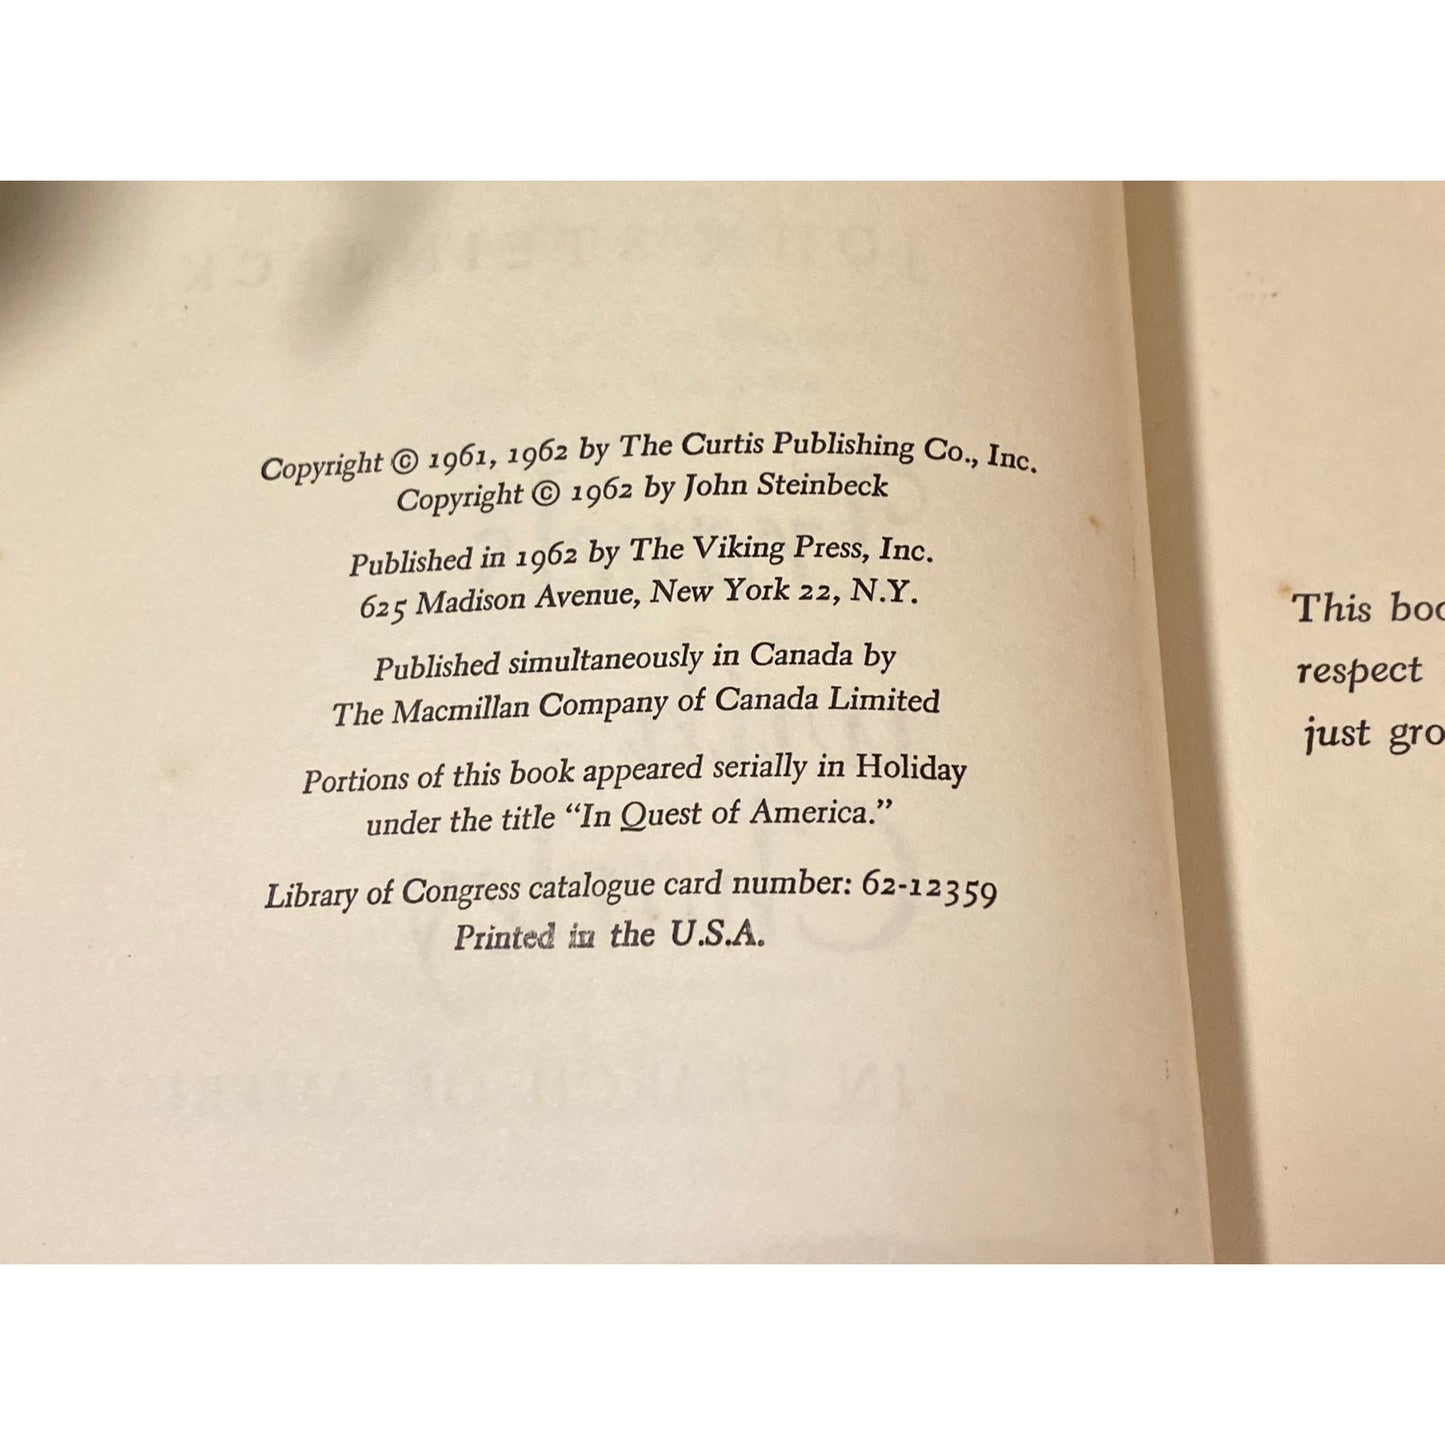 Copyright © 1961, 1962 by The Curtis Publishing Co., Inc.
Copyright © 1962 by John Steinbeck
Published in 1962 by The Viking Press, Inc.
625 Madison Avenue, New York 22, N.Y.
Published simultaneously in Canada by
The Macmillan Company of Canada Limited
Portions of this book appeared serially in Holiday
under the title “In Quest of America.”
Library of Congress catalogue card number: 62-12359
Printed in the U.S.A.
This
respect
just